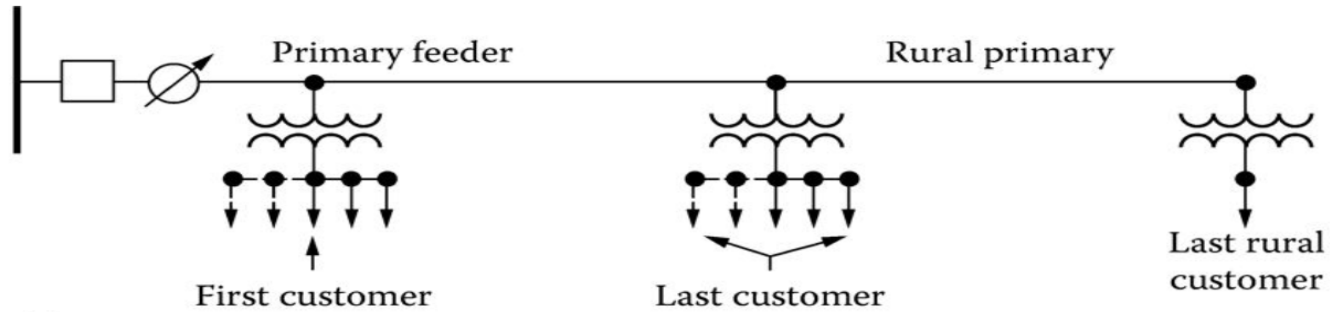 Primary feeder
Rural primary
First customer
Last customer
Last rural
customer